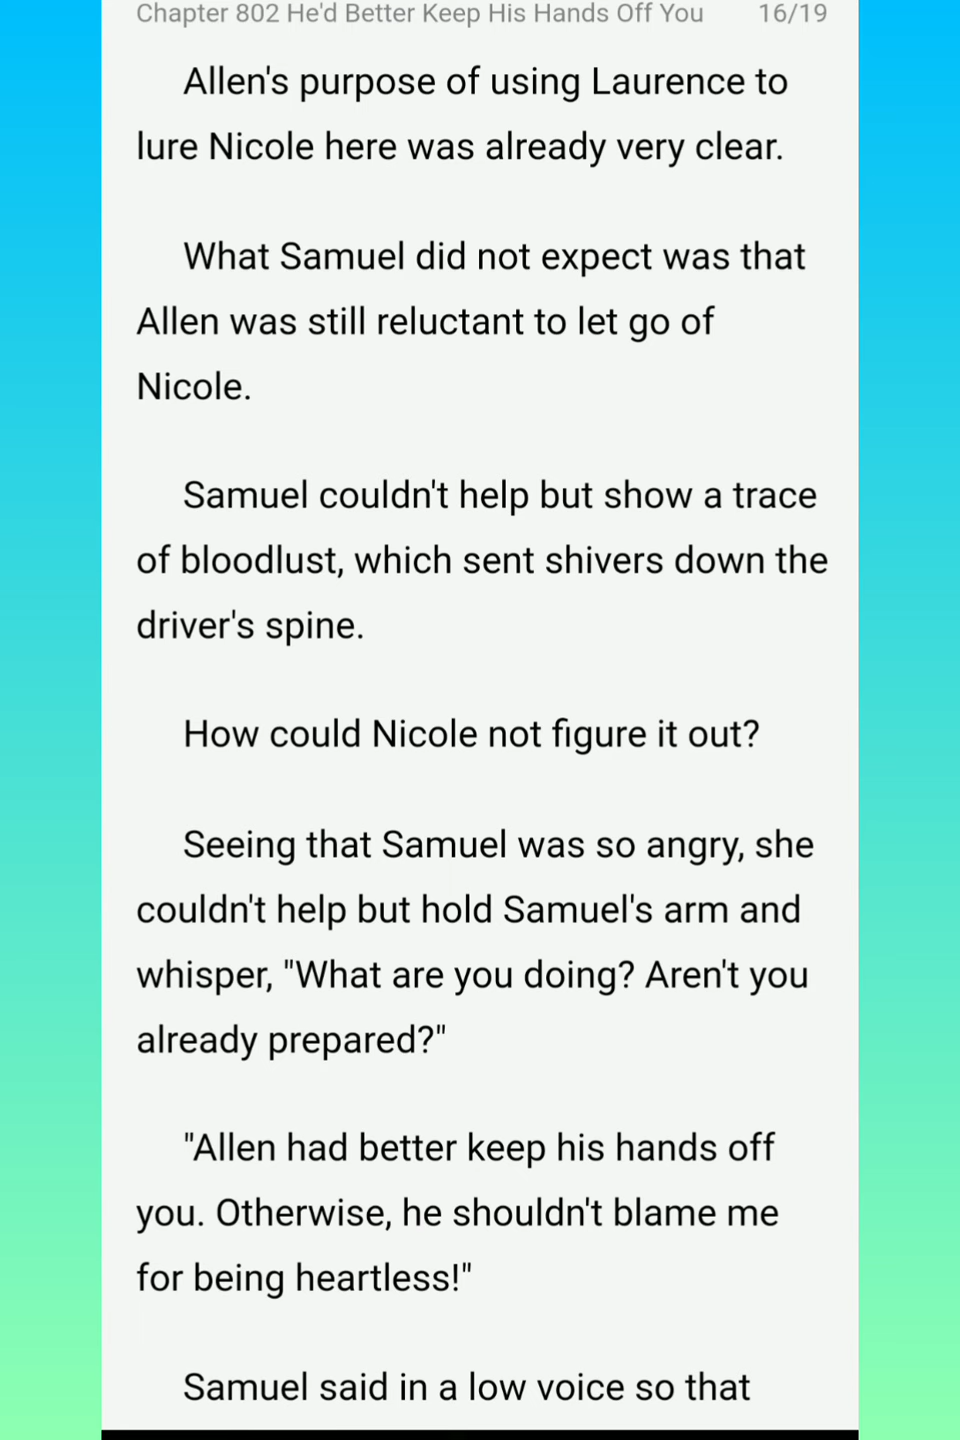 Chapter 802 He'd Better Keep His Hands Off You 16/19
Allen's purpose of using Laurence to
lure Nicole here was already very clear.
What Samuel did not expect was that
Allen was still reluctant to let go of
Nicole.
Samuel couldn't help but show a trace
of bloodlust, which sent shivers down the
driver's spine.
How could Nicole not figure it out?
Seeing that Samuel was so angry, she
couldn't help but hold Samuel's arm and
whisper, "What are you doing? Aren't you
already prepared?"
"Allen had better keep his hands off
you. Otherwise, he shouldn't blame me
for being heartless!"
Samuel said in a low voice so that